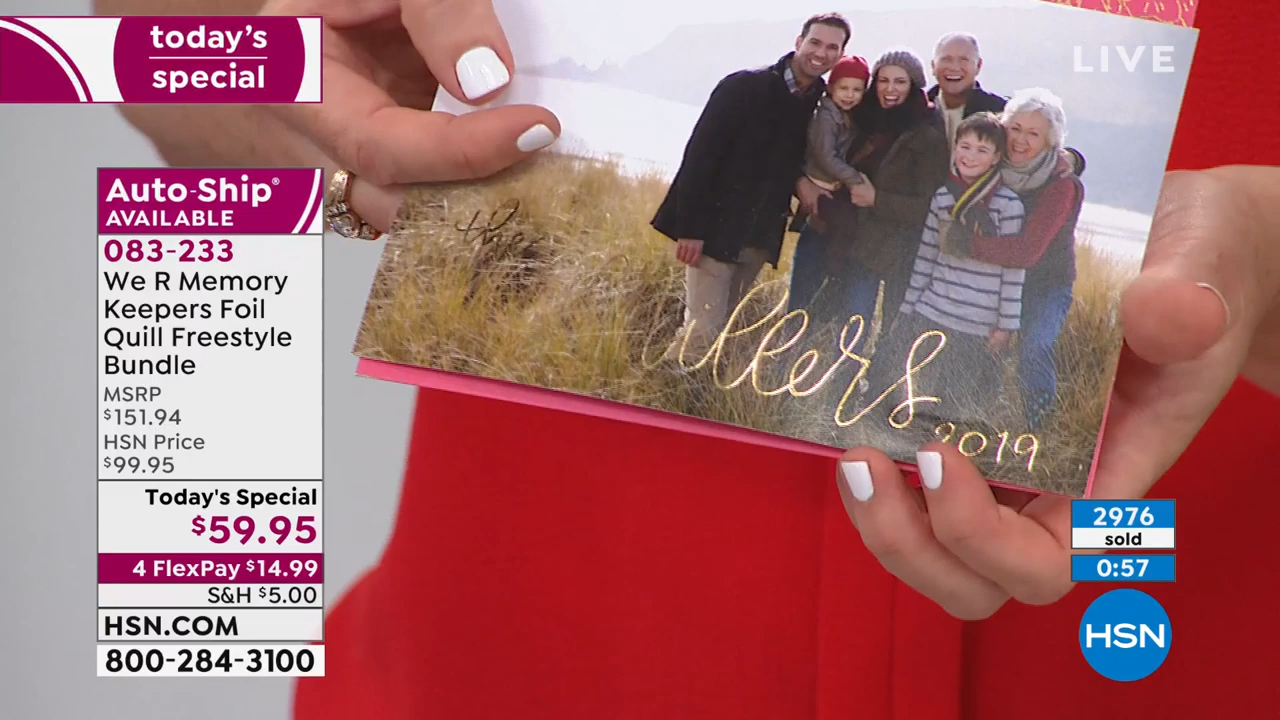 today's
special
LIVE
Auto-Ship®
AVAILABLE
083-233
We R Memory
Keepers Foil
Quill Freestyle
Bundle
MSRP
$151.94
HSN Price
$99.95
Today's Special
$59.95
4 FlexPay $14.99
S&H $5.00
HSN.COM
800-284-3100
the
2019
2976
sold
0:57
HSN